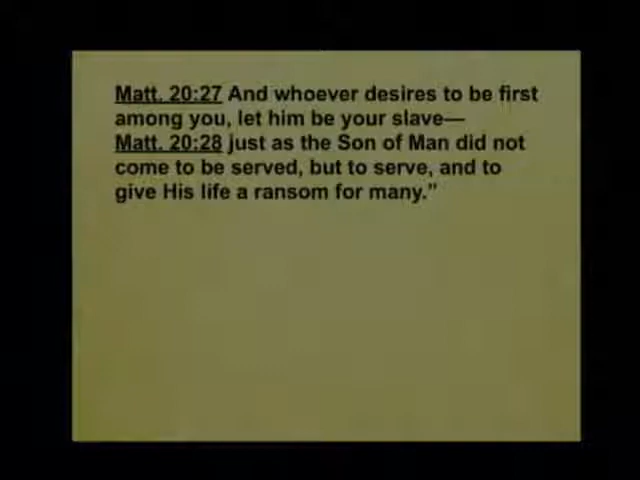 Matt. 20:27 And whoever desires to be first
among you, let him be your slave—
Matt. 20:28 just as the Son of Man did not
come to be served, but to serve, and to
give His life a ransom for many.”